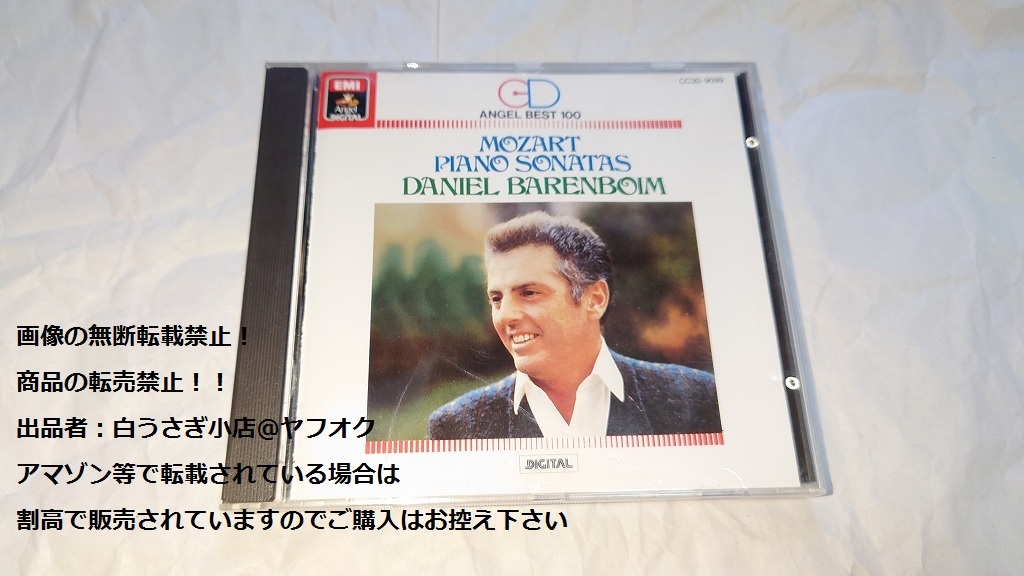 EMI
Angel
DIGITAL
CD
CC30-9099
ANGEL BEST 100
MOZART
PIANO SONATAS
DANIEL BARENBOIM
DIGITAL
画像の無断転載禁止！
商品の転売禁止！！
出品者：白うさぎ小店@ヤフオク
アマゾン等で転載されている場合は
割高で販売されていますのでご購入はお控え下さい